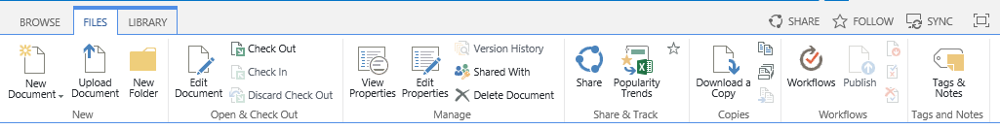 BROWSE FILES LIBRARY SHARE FOLLOW SYNC
New Document
Upload Document
New Folder
New
Edit Document
Check Out
Check In
Discard Check Out
Open & Check Out
View Properties
Edit Properties
Version History
Shared With
Delete Document
Manage
Share
Popularity Trends
Share & Track
Download a Copy
Copies
Workflows
Publish
Workflows
Tags & Notes
Tags and Notes